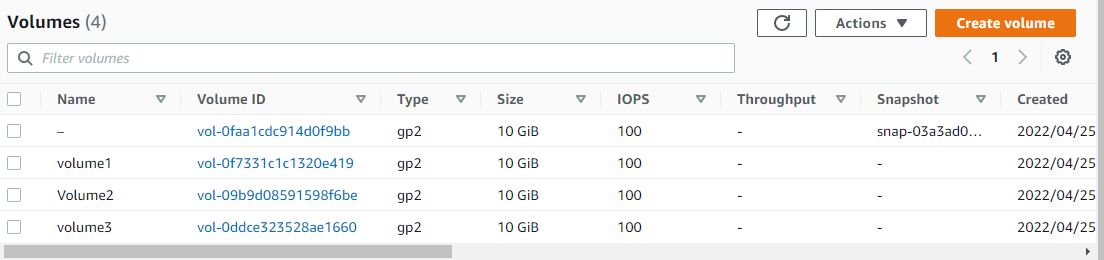 Volumes (4) Actions Create volume
Filter volumes 1
Name Volume ID Type Size IOPS Throughput Snapshot Created
– vol-0faa1cdc914d0f9bb gp2 10 GiB 100 - snap-03a3ad0... 2022/04/25
volume1 vol-0f7331c1c1320e419 gp2 10 GiB 100 - - 2022/04/25
Volume2 vol-09b9d08591598f6be gp2 10 GiB 100 - - 2022/04/25
volume3 vol-0ddce323528ae1660 gp2 10 GiB 100 - - 2022/04/25